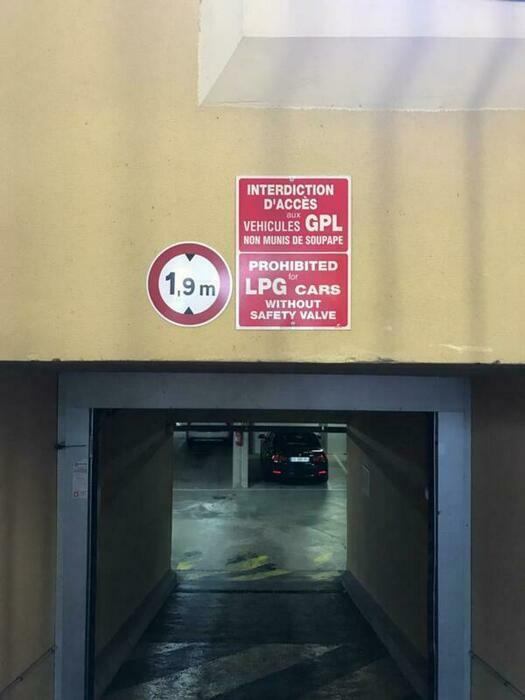 INTERDICTION
D'ACCÈS
aux
VEHICULES GPL
NON MUNIS DE SOUPAPE
1,9 m
PROHIBITED
for
LPG CARS
WITHOUT
SAFETY VALVE